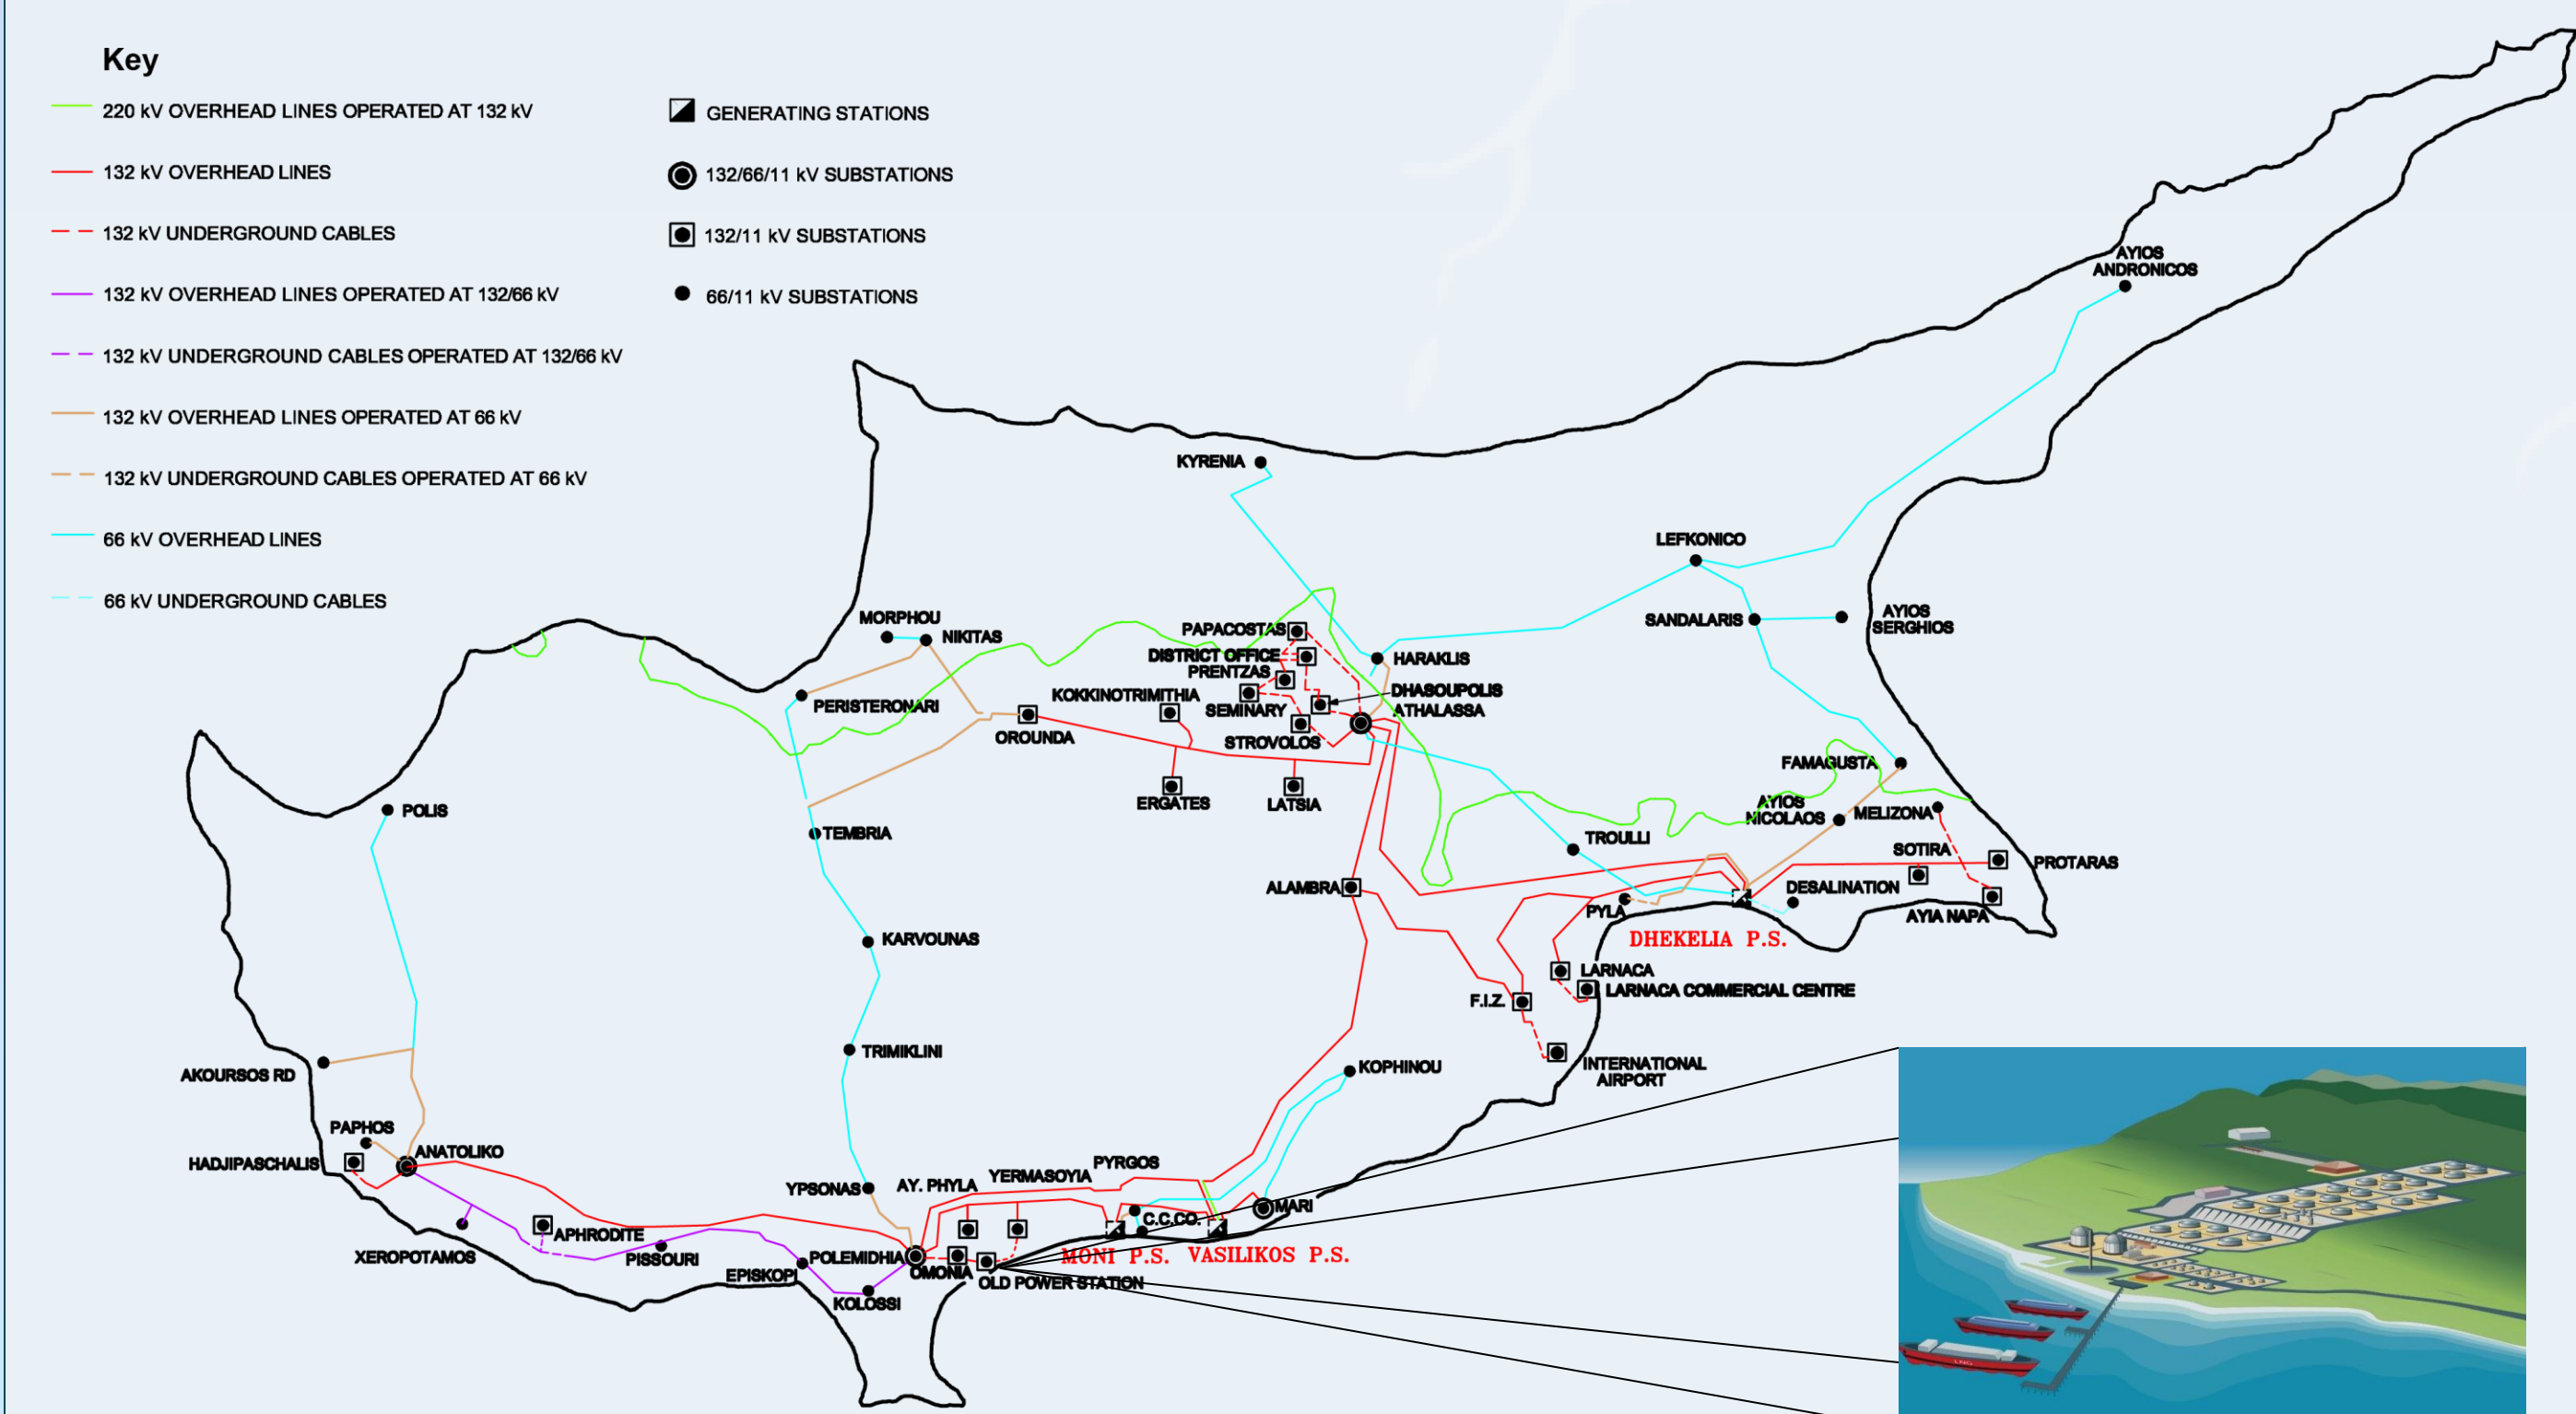 Key
220 kV OVERHEAD LINES OPERATED AT 132 kV
132 kV OVERHEAD LINES
132 kV UNDERGROUND CABLES
132 kV OVERHEAD LINES OPERATED AT 132/66 kV
132 kV UNDERGROUND CABLES OPERATED AT 132/66 kV
132 kV OVERHEAD LINES OPERATED AT 66 kV
132 kV UNDERGROUND CABLES OPERATED AT 66 kV
66 kV OVERHEAD LINES
66 kV UNDERGROUND CABLES
GENERATING STATIONS
132/66/11 kV SUBSTATIONS
132/11 kV SUBSTATIONS
66/11 kV SUBSTATIONS
AYIOS
ANDRONICOS
KYRENIA
LEFKONICO
MORPHOU
NIKITAS
PAPACOSTAS
SANDALARIS
AYIOS
SERGHIOS
DISTRICT OFFICE
HARAKLIS
PRENTZAS
KOKKINOTRIMITHIA
DHASOUPOLIS
PERISTERONARI
SEMINARY
ATHALASSA
OROUNDA
STROVOLOS
FAMAGUSTA
ERGATES
LATSIA
AYIOS
NICOLAOS
MELIZONA
POLIS
TEMBRIA
TROULLI
SOTIRA
PROTARAS
ALAMBRA
DESALINATION
PYLA
AYIA NAPA
KARVOUNAS
DHEKELIA P.S.
LARNACA
LARNACA COMMERCIAL CENTRE
F.I.Z.
TRIMIKLINI
KOPHINOU
INTERNATIONAL
AIRPORT
AKOURSOS RD
PAPHOS
ANATOLIKO
HADJIPASCHALIS
PYRGOS
YERMASOYIA
YPSONAS
AY. PHYLA
MARI
C.C.CO.
APHRODITE
XEROPOTAMOS
PISSOURI
POLEMIDHIA
MONI P.S.
VASILIKOS P.S.
EPISKOPI
OMONIA
OLD POWER STATION
KOLOSSI
LNG